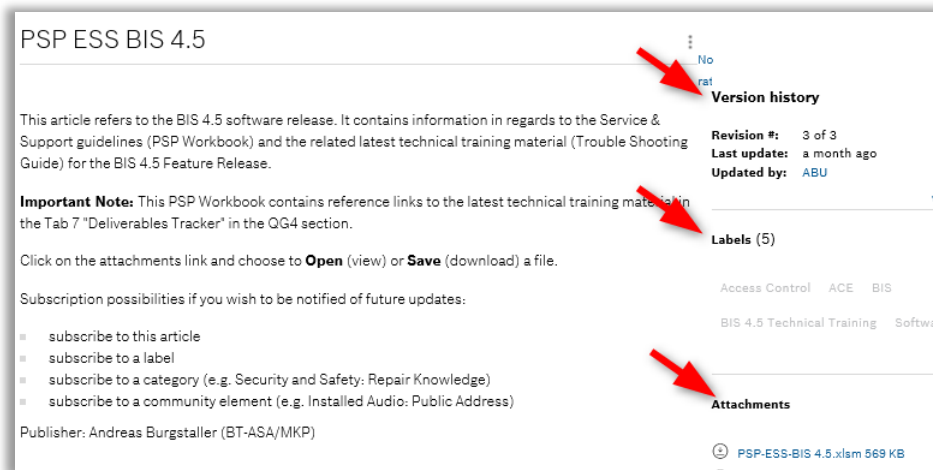 PSP ESS BIS 4.5
This article refers to the BIS 4.5 software release. It contains information in regards to the Service &
Support guidelines (PSP Workbook) and the related latest technical training material (Trouble Shooting
Guide) for the BIS 4.5 Feature Release.
Important Note: This PSP Workbook contains reference links to the latest technical training material in
the Tab 7 "Deliverables Tracker" in the QG4 section.
Click on the attachments link and choose to Open (view) or Save (download) a file.
Subscription possibilities if you wish to be notified of future updates:
subscribe to this article
subscribe to a label
subscribe to a category (e.g. Security and Safety: Repair Knowledge)
subscribe to a community element (e.g. Installed Audio: Public Address)
Publisher: Andreas Burgstaller (BT-ASA/MKP)
No
rat
Version history
Revision #: 3 of 3
Last update: a month ago
Updated by: ABU
Labels (5)
Access Control ACE BIS
BIS 4.5 Technical Training Softwa
Attachments
PSP-ESS-BIS 4.5.xlsm 569 KB